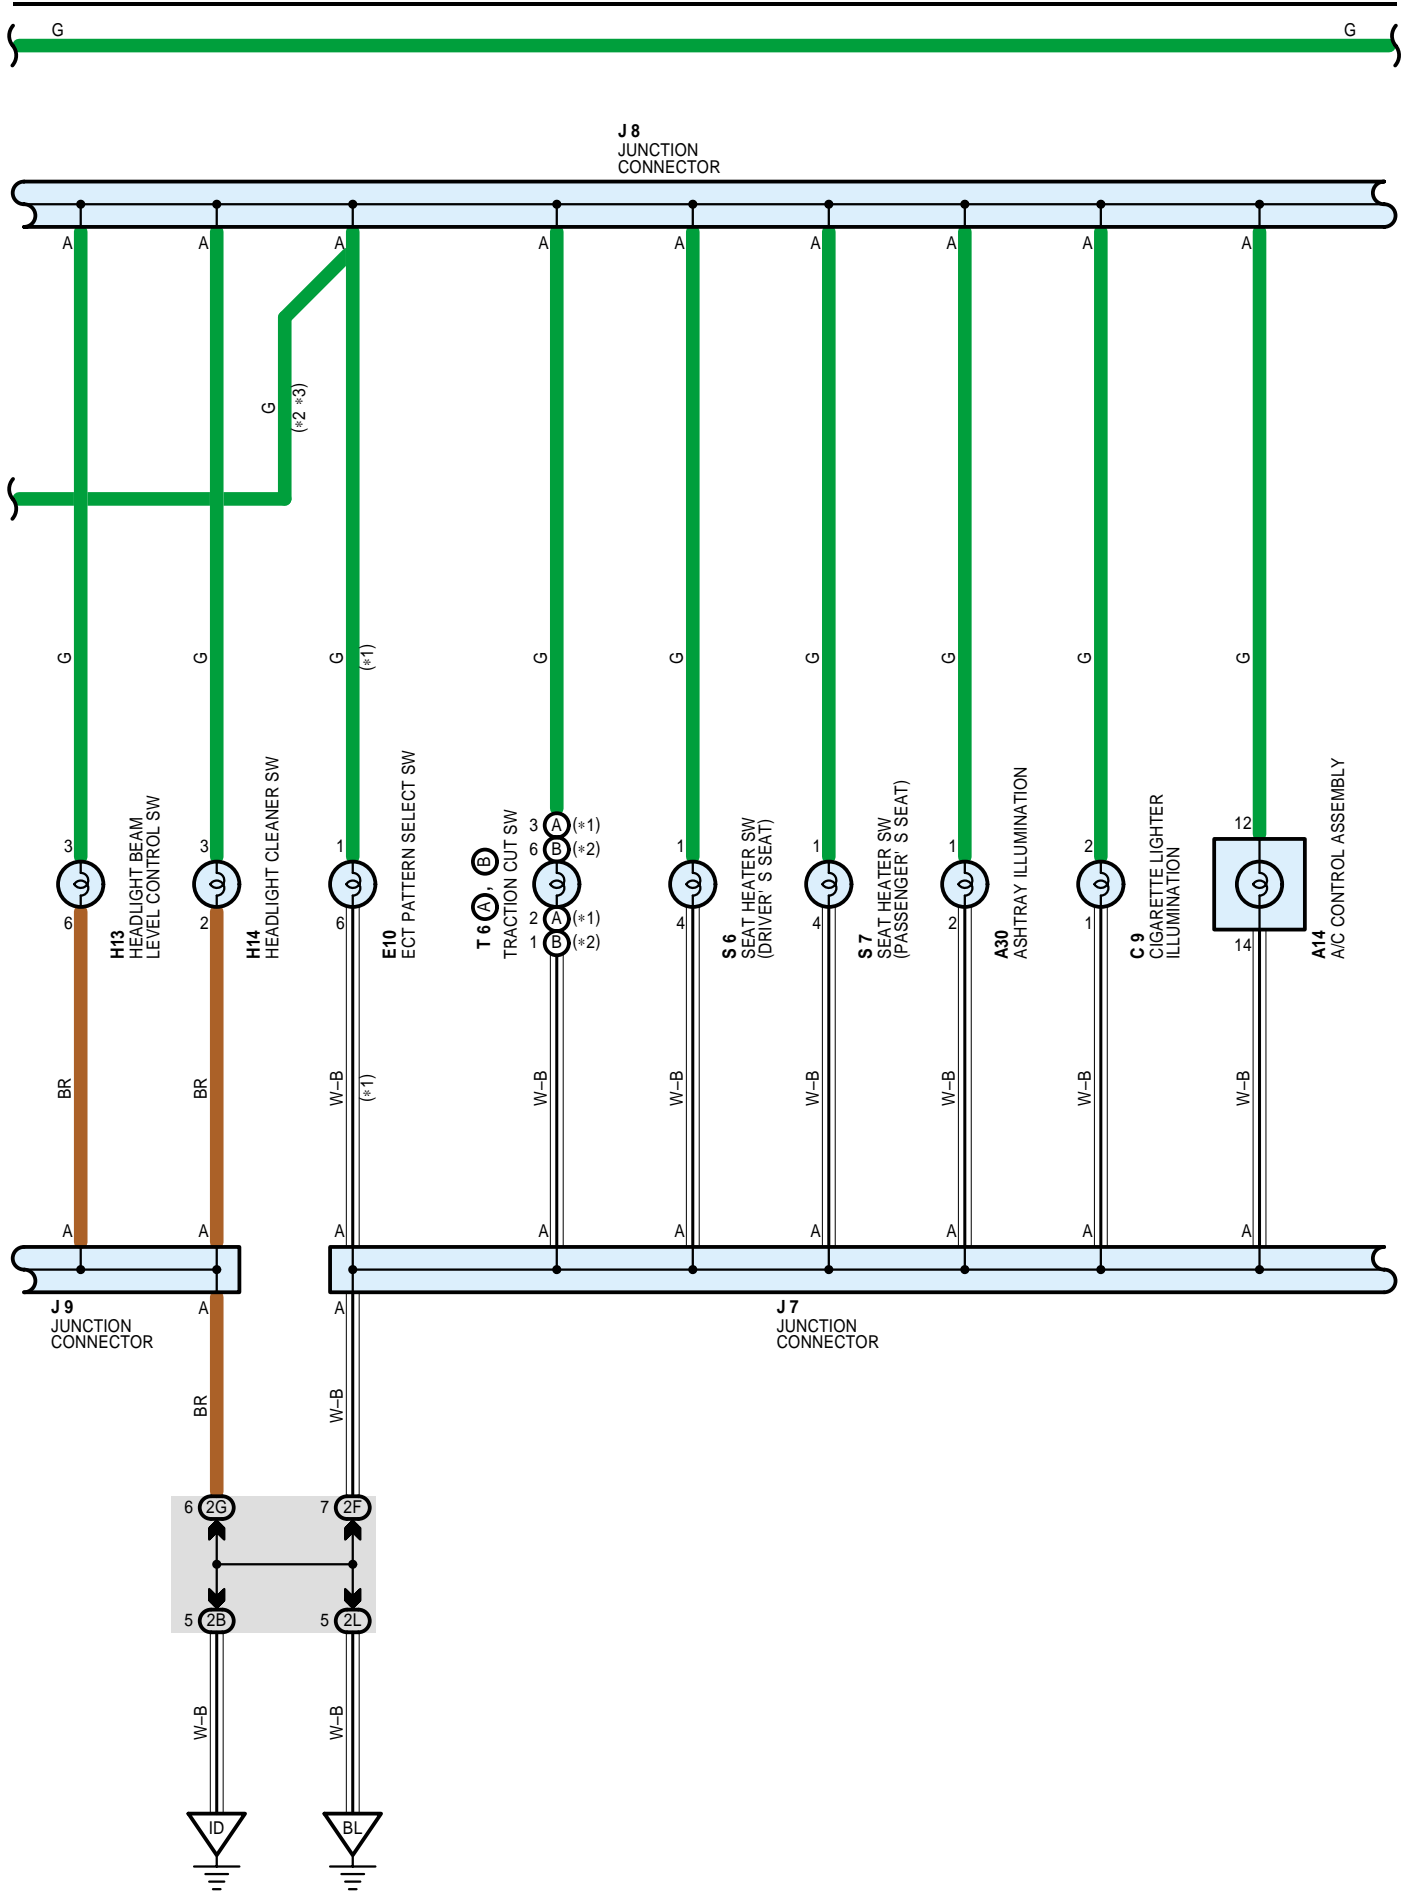 G
G
J 8
JUNCTION
CONNECTOR
A
A
A
A
A
A
A
A
A
G
(*2 *3)
G
G
G
(*1)
G
G
G
G
G
G
3
H13
HEADLIGHT BEAM
LEVEL CONTROL SW
6
3
H14
HEADLIGHT CLEANER SW
2
1
E10
ECT PATTERN SELECT SW
6
T 6 A, B
TRACTION CUT SW
3 A (*1)
6 B (*2)
2 A (*1)
1 B (*2)
1
S 6
SEAT HEATER SW
(DRIVER' S SEAT)
4
1
S 7
SEAT HEATER SW
(PASSENGER' S SEAT)
4
1
A30
ASHTRAY ILLUMINATION
2
2
C 9
CIGARETTE LIGHTER
ILLUMINATION
1
12
A14
A/C CONTROL ASSEMBLY
14
BR
BR
W–B
(*1)
W–B
W–B
W–B
W–B
W–B
W–B
A
A
A
A
A
A
A
A
A
J 9
JUNCTION
CONNECTOR
A
A
J 7
JUNCTION
CONNECTOR
BR
W–B
6 2G
7 2F
5 2B
5 2L
W–B
W–B
ID
BL